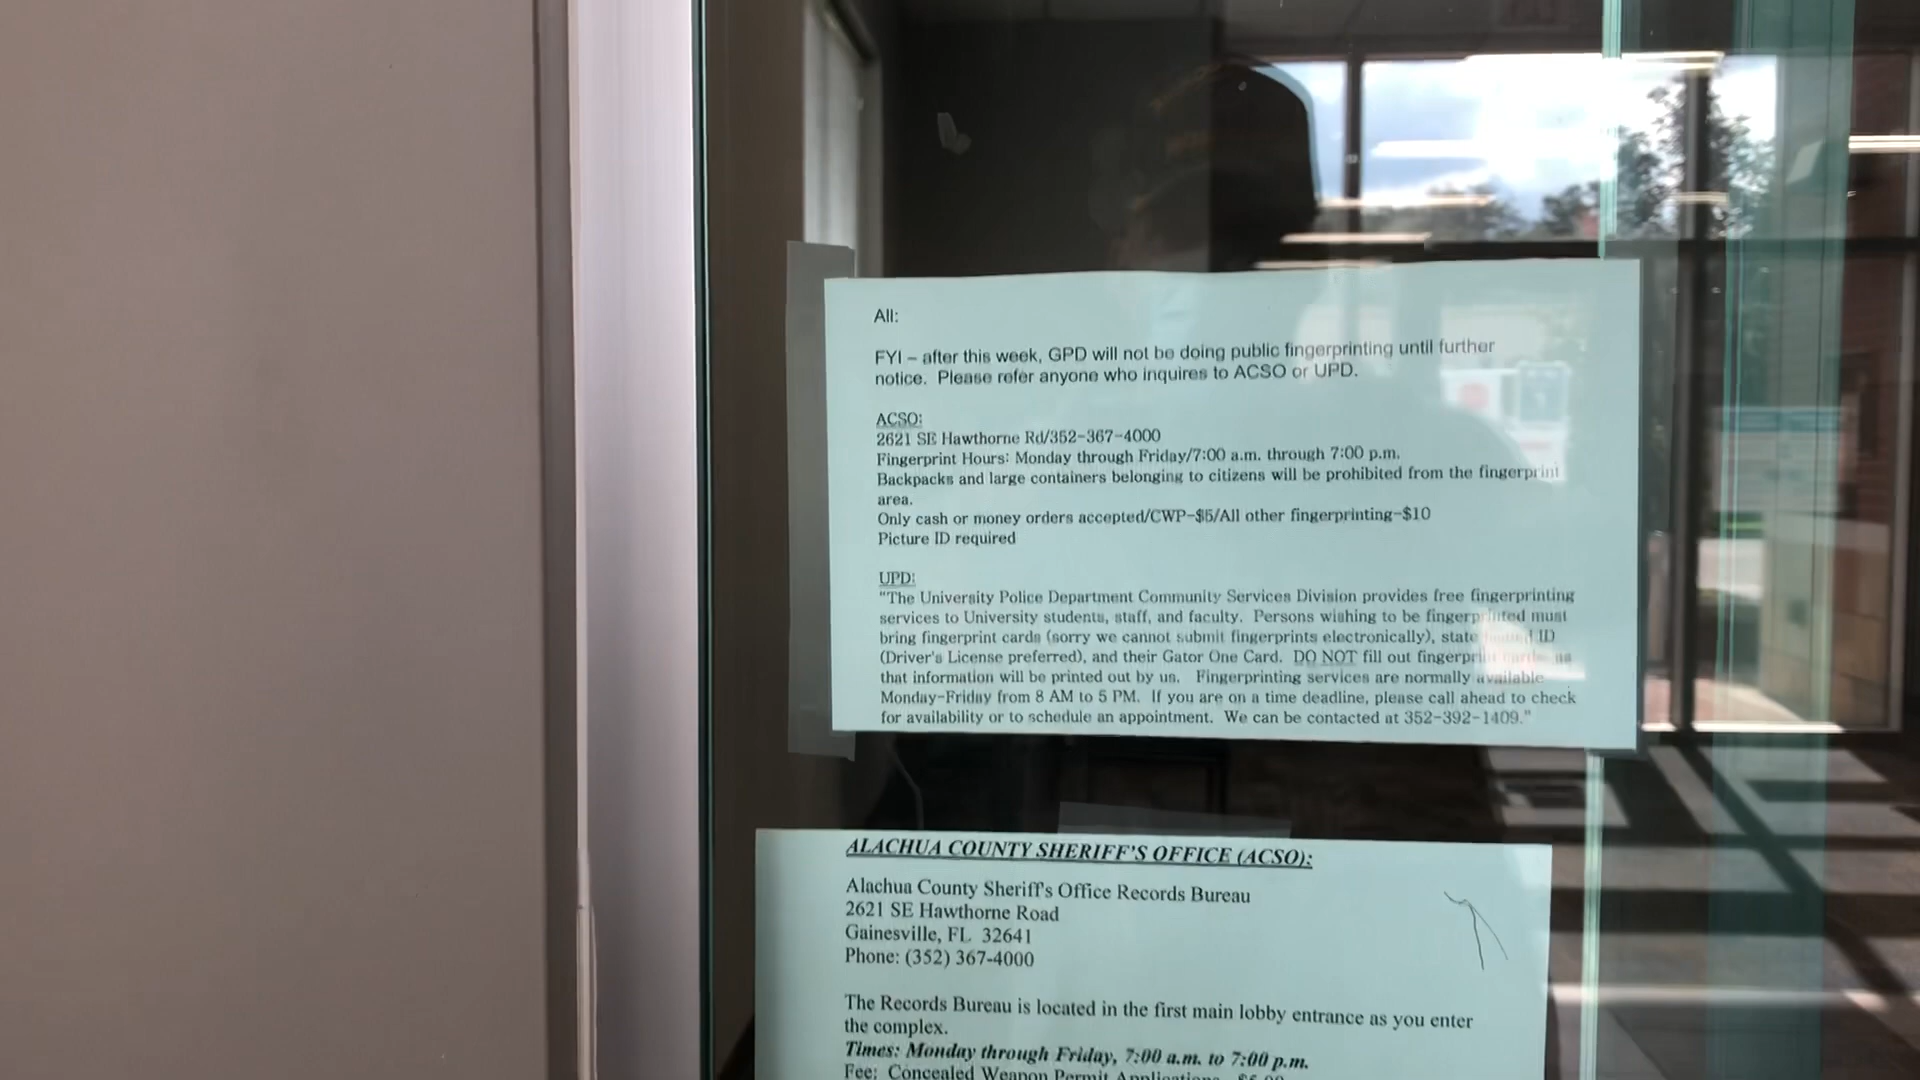 All:
FYI – after this week, GPD will not be doing public fingerprinting until further
notice. Please refer anyone who inquires to ACSO or UPD.
ACSO:
2621 SE Hawthorne Rd/352-367-4000
Fingerprint Hours: Monday through Friday/7:00 a.m. through 7:00 p.m.
Backpacks and large containers belonging to citizens will be prohibited from the fingerprint
area.
Only cash or money orders accepted/CWP-$5/All other fingerprinting-$10
Picture ID required
UPD:
"The University Police Department Community Services Division provides free fingerprinting
services to University students, staff, and faculty. Persons wishing to be fingerprinted must
bring fingerprint cards (sorry we cannot submit fingerprints electronically), state issued ID
(Driver's License preferred), and their Gator One Card. DO NOT fill out fingerprint cards as
that information will be printed out by us. Fingerprinting services are normally available
Monday-Friday from 8 AM to 5 PM. If you are on a time deadline, please call ahead to check
for availability or to schedule an appointment. We can be contacted at 352-392-1409."
ALACHUA COUNTY SHERIFF'S OFFICE (ACSO):
Alachua County Sheriff's Office Records Bureau
2621 SE Hawthorne Road
Gainesville, FL 32641
Phone: (352) 367-4000
The Records Bureau is located in the first main lobby entrance as you enter
the complex.
Times: Monday through Friday, 7:00 a.m. to 7:00 p.m.
Fee: Concealed Weapon Permit Applications